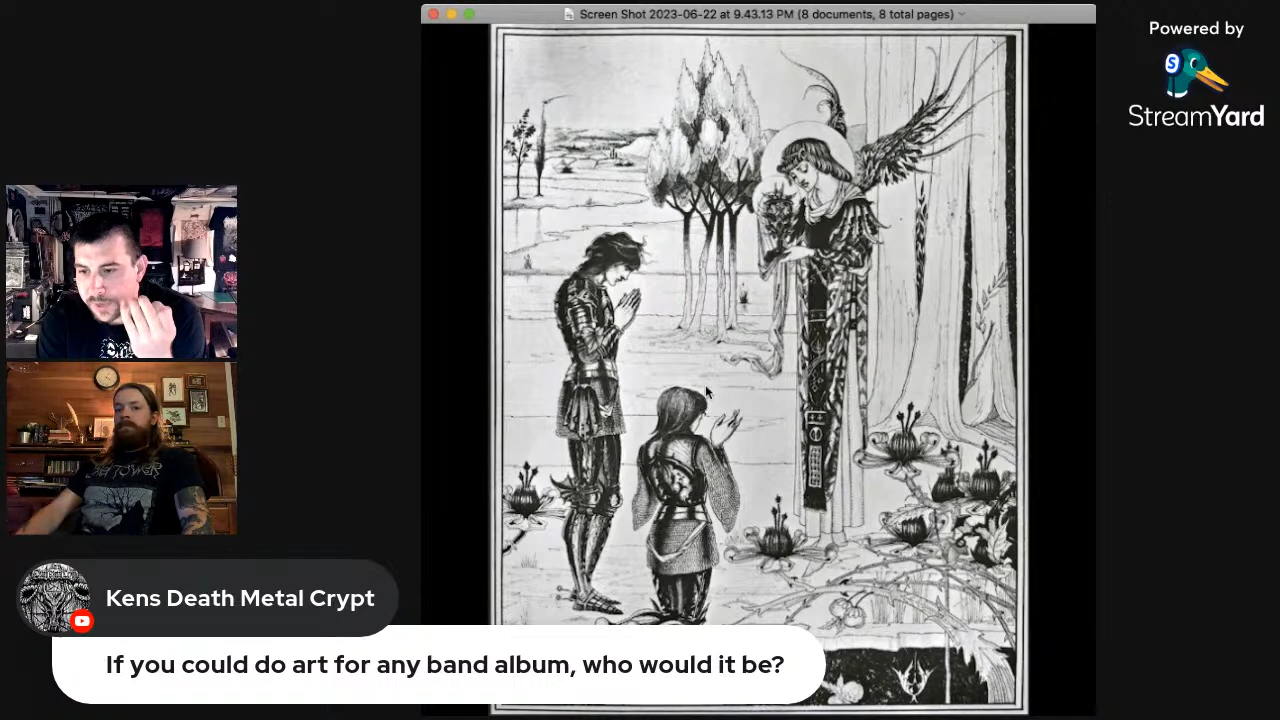 Screen Shot 2023-06-22 at 9.43.13 PM (8 documents, 8 total pages)
Powered by
S
StreamYard
Kens Death Metal Crypt
If you could do art for any band album, who would it be?